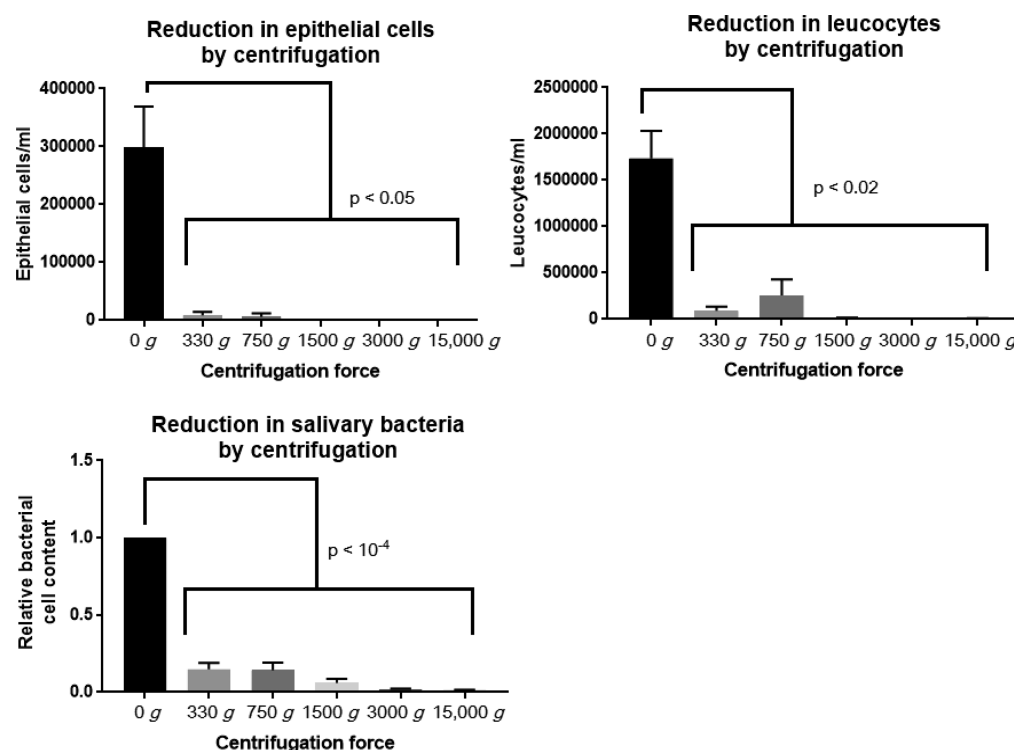 Reduction in epithelial cells
by centrifugation
Epithelial cells/ml
400000
300000
200000
100000
0
p < 0.05
0 g 330 g 750 g 1500 g 3000 g 15,000 g
Centrifugation force
Reduction in leucocytes
by centrifugation
Leucocytes/ml
2500000
2000000
1500000
1000000
500000
0
p < 0.02
0 g 330 g 750 g 1500 g 3000 g 15,000 g
Centrifugation force
Reduction in salivary bacteria
by centrifugation
Relative bacterial
cell content
1.5
1.0
0.5
0.0
p < 10⁻⁴
0 g 330 g 750 g 1500 g 3000 g 15,000 g
Centrifugation force